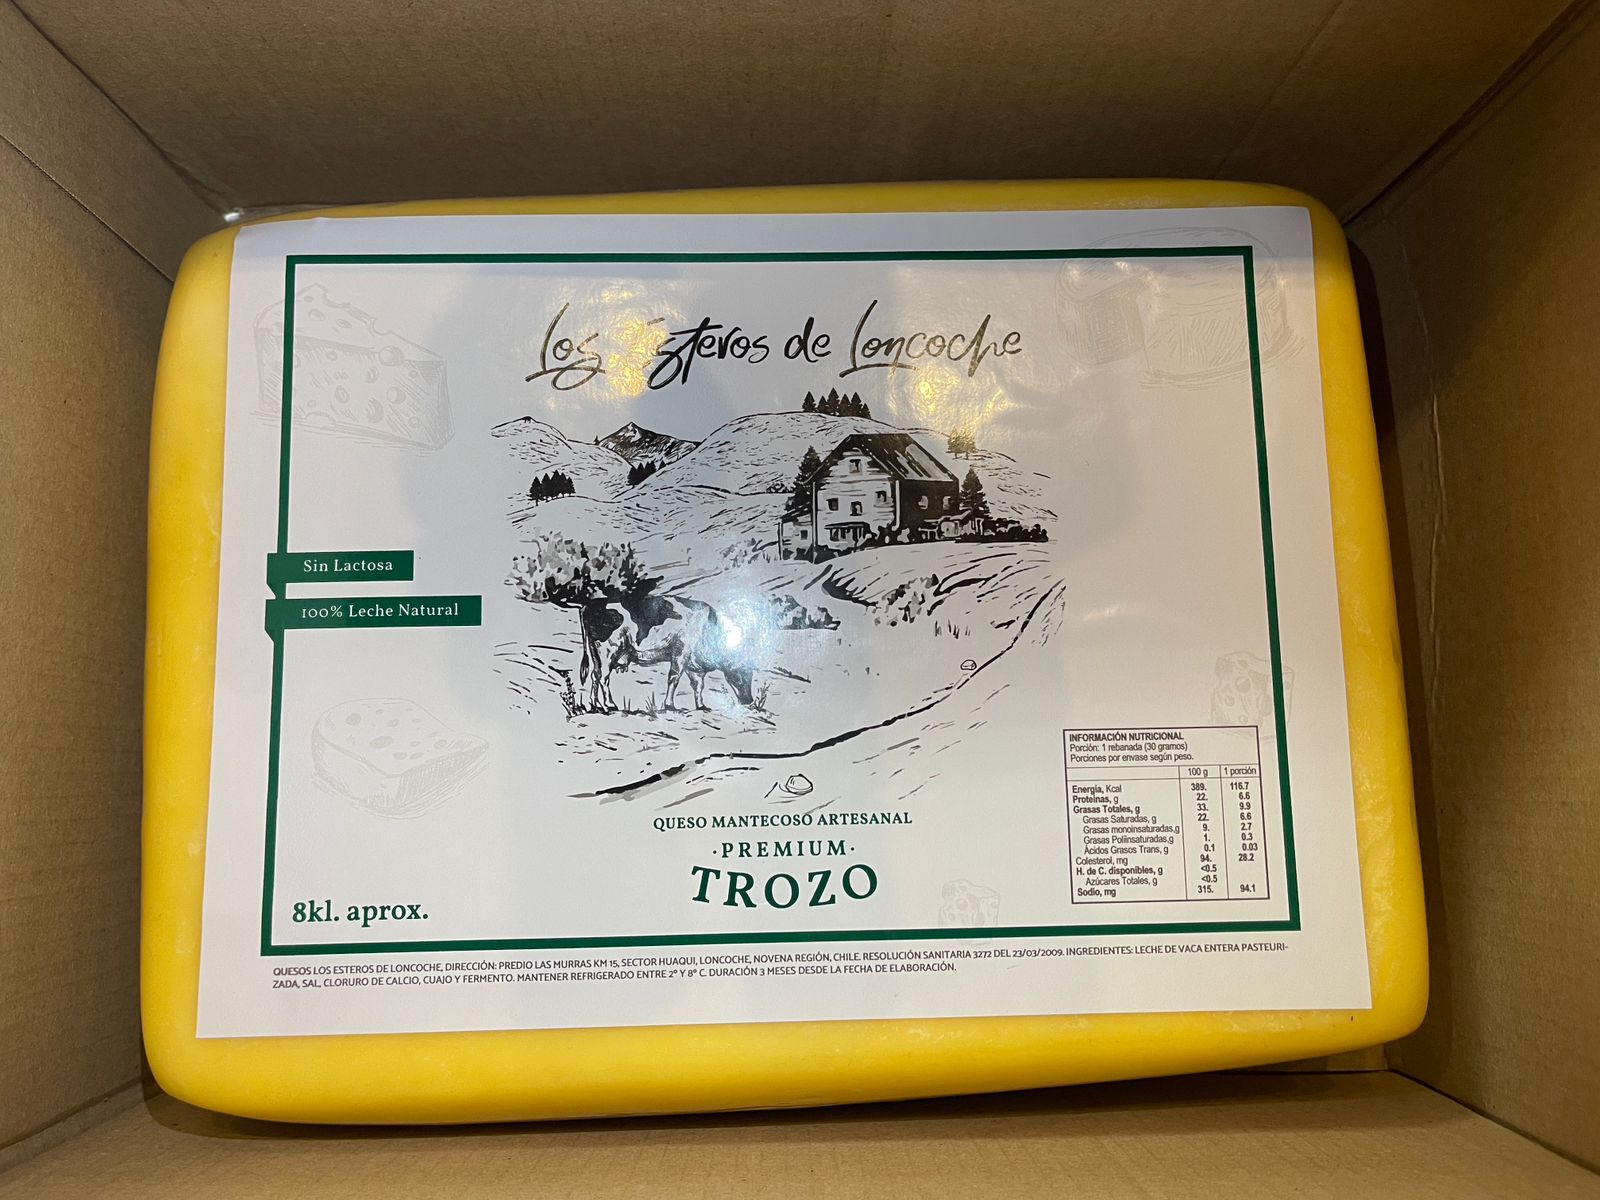 Los Esteros de Loncoche
Sin Lactosa
100% Leche Natural
QUESO MANTECOSO ARTESANAL
·PREMIUM·
TROZO
8kl. aprox.
INFORMACIÓN NUTRICIONAL
Porción: 1 rebanada (30 gramos)
Porciones por envase según peso.
100 g 1 porción
Energía, Kcal 389. 116.7
Proteínas, g 22. 6.6
Grasas Totales, g 33. 9.9
Grasas Saturadas, g 22. 6.6
Grasas monoinsaturadas,g 9. 2.7
Grasas Poliinsaturadas,g 1. 0.3
Ácidos Grasos Trans, g 0.1 0.03
Colesterol, mg 94. 28.2
H. de C. disponibles, g <0.5
Azúcares Totales, g <0.5
Sodio, mg 315. 94.1
QUESOS LOS ESTEROS DE LONCOCHE, DIRECCIÓN: PREDIO LAS MURRAS KM 15, SECTOR HUAQUI, LONCOCHE, NOVENA REGIÓN, CHILE. RESOLUCIÓN SANITARIA 3272 DEL 23/03/2009. INGREDIENTES: LECHE DE VACA ENTERA PASTEURI-
ZADA, SAL, CLORURO DE CALCIO, CUAJO Y FERMENTO. MANTENER REFRIGERADO ENTRE 2º Y 8º C. DURACIÓN 3 MESES DESDE LA FECHA DE ELABORACIÓN.